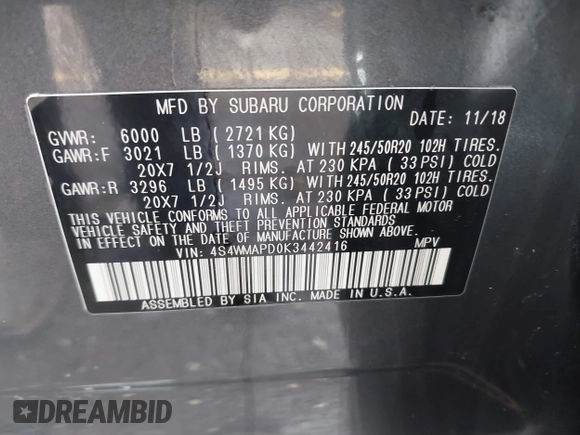 MFD BY SUBARU CORPORATION DATE: 11/18
GVWR: 6000 LB ( 2721 KG)
GAWR:F 3021 LB ( 1370 KG) WITH 245/50R20 102H TIRES.
20X7 1/2J RIMS. AT 230 KPA ( 33 PSI) COLD
GAWR:R 3296 LB ( 1495 KG) WITH 245/50R20 102H TIRES.
20X7 1/2J RIMS. AT 230 KPA ( 33 PSI) COLD
THIS VEHICLE CONFORMS TO ALL APPLICABLE FEDERAL MOTOR
VEHICLE SAFETY AND THEFT PREVENTION STANDARDS
IN EFFECT ON THE DATE OF MANUFACTURE SHOWN ABOVE.
VIN: 4S4WMAPD0K3442416 MPV
ASSEMBLED BY SIA INC. MADE IN U.S.A.
DREAMBID